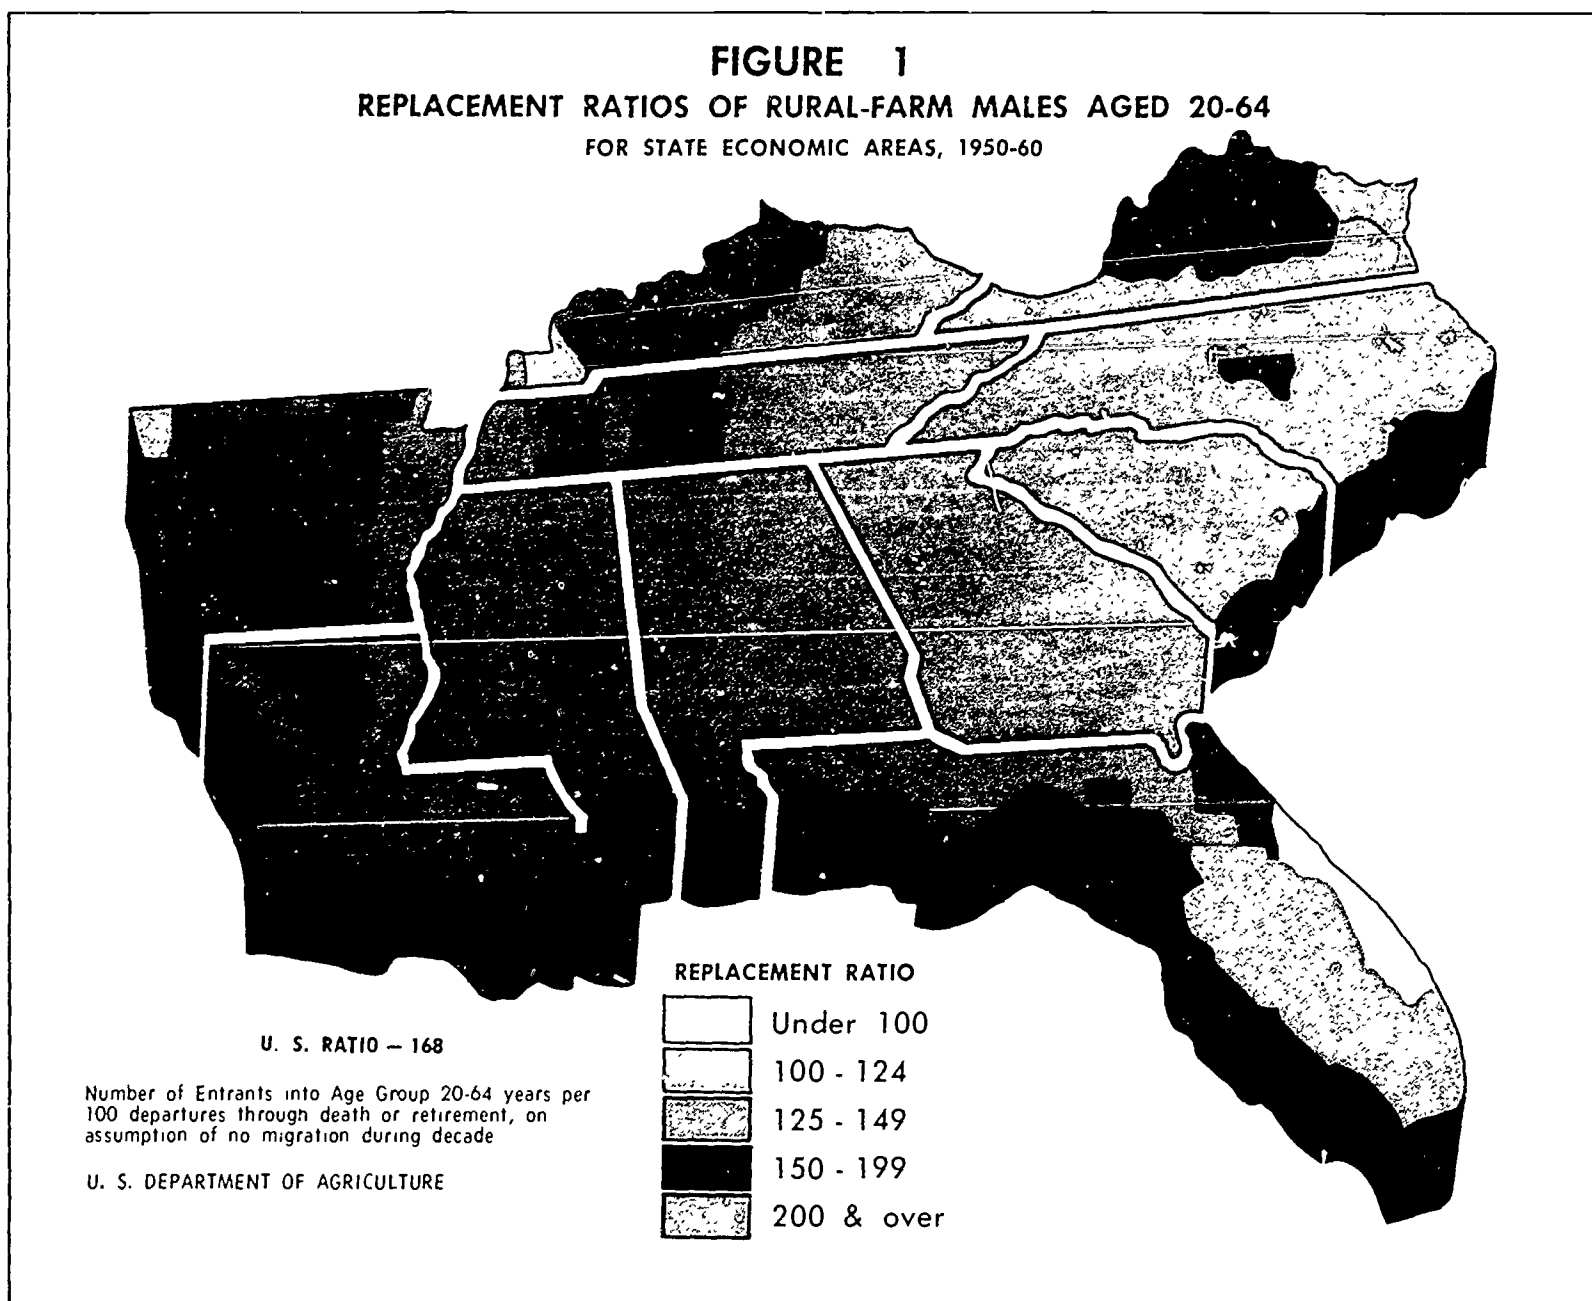 FIGURE 1
REPLACEMENT RATIOS OF RURAL-FARM MALES AGED 20-64
FOR STATE ECONOMIC AREAS, 1950-60
REPLACEMENT RATIO
Under 100
100 - 124
125 - 149
150 - 199
200 & over
U. S. RATIO – 168
Number of Entrants into Age Group 20-64 years per
100 departures through death or retirement, on
assumption of no migration during decade
U. S. DEPARTMENT OF AGRICULTURE